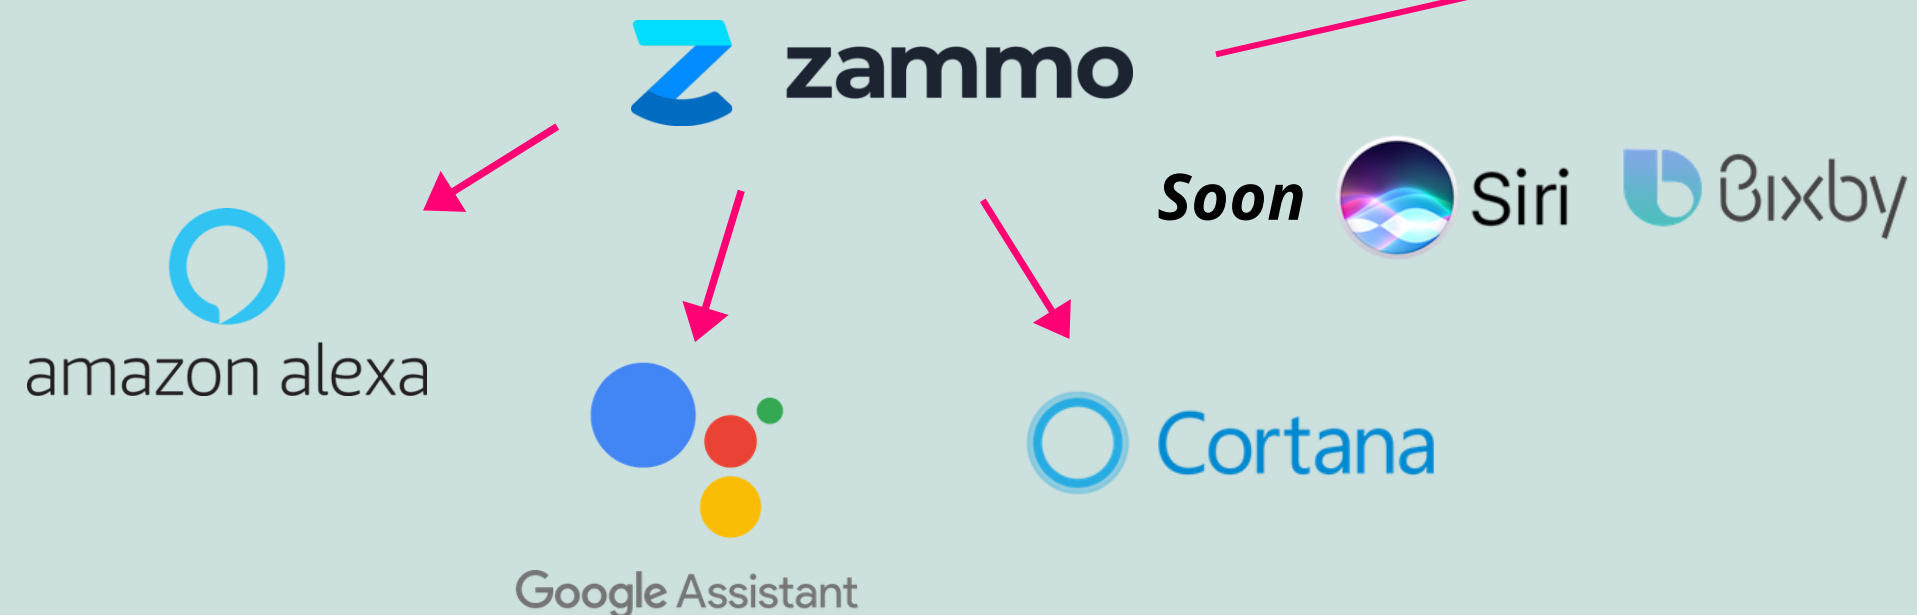 zammo
Soon Siri Bixby
amazon alexa
Cortana
Google Assistant